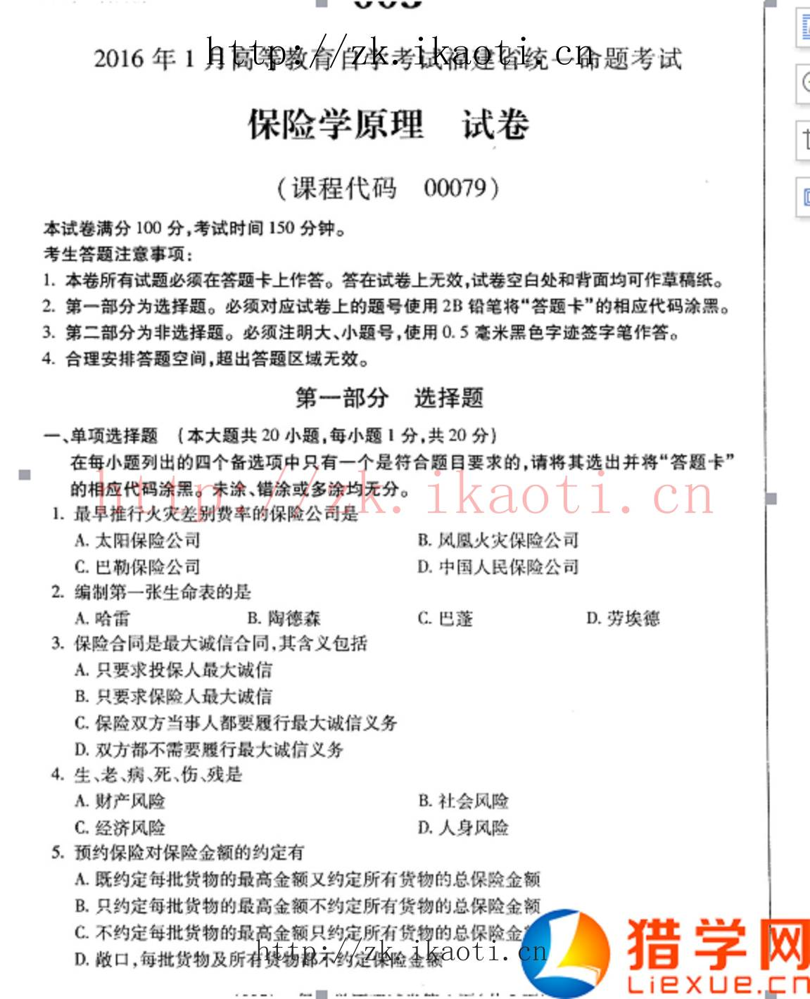 2016 年 1 月高等教育自学考试福建省统一命题考试
http://zk.ikaoti.cn
保险学原理 试卷
(课程代码 00079)
本试卷满分 100 分,考试时间 150 分钟。
考生答题注意事项:
1. 本卷所有试题必须在答题卡上作答。答在试卷上无效,试卷空白处和背面均可作草稿纸。
2. 第一部分为选择题。必须对应试卷上的题号使用 2B 铅笔将“答题卡”的相应代码涂黑。
3. 第二部分为非选择题。必须注明大、小题号,使用 0.5 毫米黑色字迹签字笔作答。
4. 合理安排答题空间,超出答题区域无效。
第一部分 选择题
一、单项选择题 (本大题共 20 小题,每小题 1 分,共 20 分)
在每小题列出的四个备选项中只有一个是符合题目要求的,请将其选出并将“答题卡”
的相应代码涂黑。未涂、错涂或多涂均无分。
http://zk.ikaoti.cn
1. 最早推行火灾差别费率的保险公司是
A. 太阳保险公司 B. 凤凰火灾保险公司
C. 巴勒保险公司 D. 中国人民保险公司
2. 编制第一张生命表的是
A. 哈雷 B. 陶德森 C. 巴蓬 D. 劳埃德
3. 保险合同是最大诚信合同,其含义包括
A. 只要求投保人最大诚信
B. 只要求保险人最大诚信
C. 保险双方当事人都要履行最大诚信义务
D. 双方都不需要履行最大诚信义务
4. 生、老、病、死、伤、残是
A. 财产风险 B. 社会风险
C. 经济风险 D. 人身风险
5. 预约保险对保险金额的约定有
A. 既约定每批货物的最高金额又约定所有货物的总保险金额
B. 只约定每批货物的最高金额不约定所有货物的总保险金额
C. 不约定每批货物的最高金额只约定所有货物的总保险金
D. 敞口,每批货物及所有货物都不约定保险金额
http://zk.ikaoti.cn
猎学网
Liexue.cn